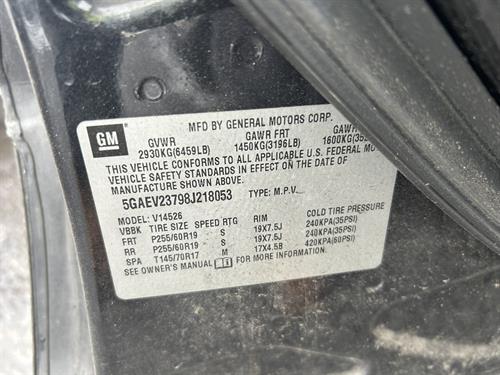 MFD BY GENERAL MOTORS CORP.
GM
GVWR GAWR FRT GAWR
2930KG(6459LB) 1450KG(3196LB)
THIS VEHICLE CONFORMS TO ALL APPLICABLE U.S. FEDERAL
VEHICLE SAFETY STANDARDS IN EFFECT ON THE DATE OF
MANUFACTURE SHOWN ABOVE.
5GAEV23798J218053 TYPE: M.P.V.
MODEL: V14526
VBBK TIRE SIZE SPEED RTG RIM COLD TIRE PRESSURE
FRT P255/60R19 S 19X7.5J 240KPA(35PSI)
RR P255/60R19 S 19X7.5J 240KPA(35PSI)
SPA T145/70R17 M 17X4.5B 420KPA(60PSI)
SEE OWNER'S MANUAL FOR MORE INFORMATION.